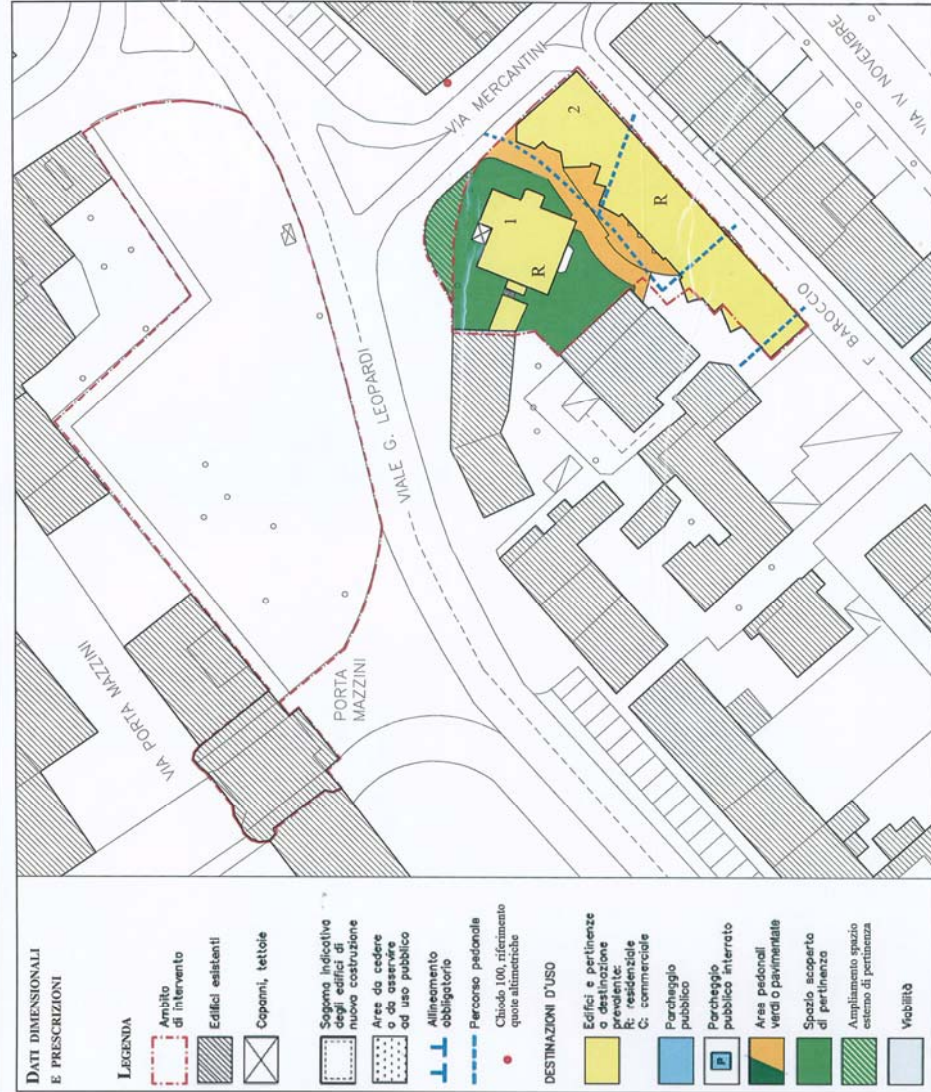 DATI DIMENSIONALI
E PRESCRIZIONI
LEGENDA
Ambito
di intervento
Edifici esistenti
Capanni, tettoie
Sagoma indicativa
degli edifici di
nuova costruzione
Aree da cedere
o da asservire
ad uso pubblico
Allineamento
obbligatorio
Percorso pedonale
Chiodo 100, riferimento
quote altimetriche
DESTINAZIONI D'USO
Edifici e pertinenze
a destinazione
prevalente:
R: residenziale
C: commerciale
Parcheggio
pubblico
P
Parcheggio
pubblico interrato
Aree pedonali
verdi o pavimentate
Spazio scoperto
di pertinenza
Ampliamento spazio
esterno di pertinenza
Viabilità
VIA PORTA MAZZINI
PORTA
MAZZINI
VIALE G. LEOPARDI
VIA MERCANTINI
VIA IV NOVEMBRE
F BAROCCIO
1
R
2
R